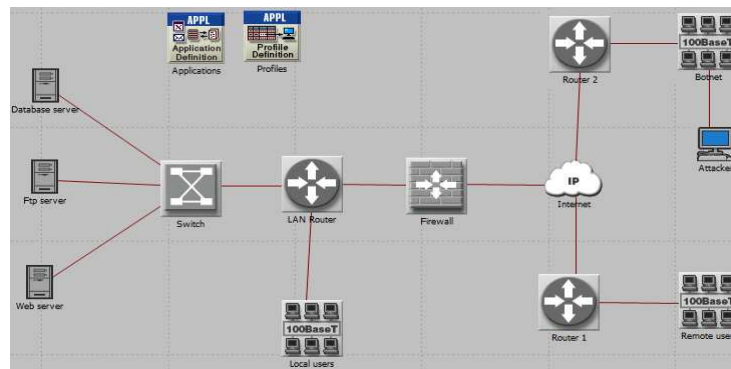 APPL
Application
Definition
Applications
APPL
Profile
Definition
Profiles
Router 2
100BaseT
Botnet
Database server
Attacker
Ftp server
Switch
LAN Router
Firewall
IP
Internet
Web server
100BaseT
Local users
Router 1
100BaseT
Remote user